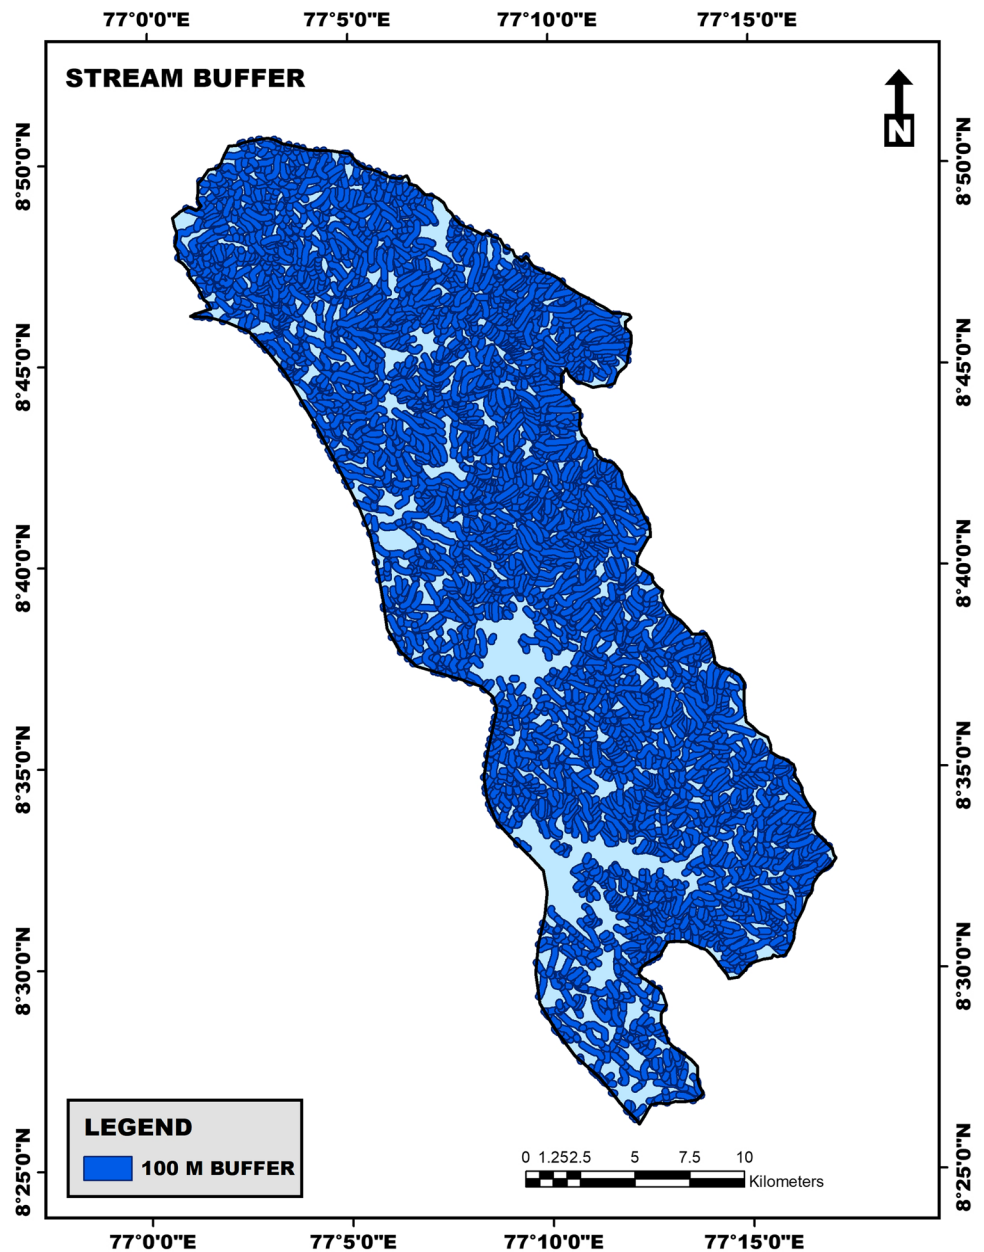 77°0'0"E 77°5'0"E 77°10'0"E 77°15'0"E
STREAM BUFFER
N
8°50'0"N 8°50'0"N
8°45'0"N 8°45'0"N
8°40'0"N 8°40'0"N
8°35'0"N 8°35'0"N
8°30'0"N 8°30'0"N
8°25'0"N 8°25'0"N
LEGEND
100 M BUFFER
0 1.252.5 5 7.5 10
Kilometers
77°0'0"E 77°5'0"E 77°10'0"E 77°15'0"E